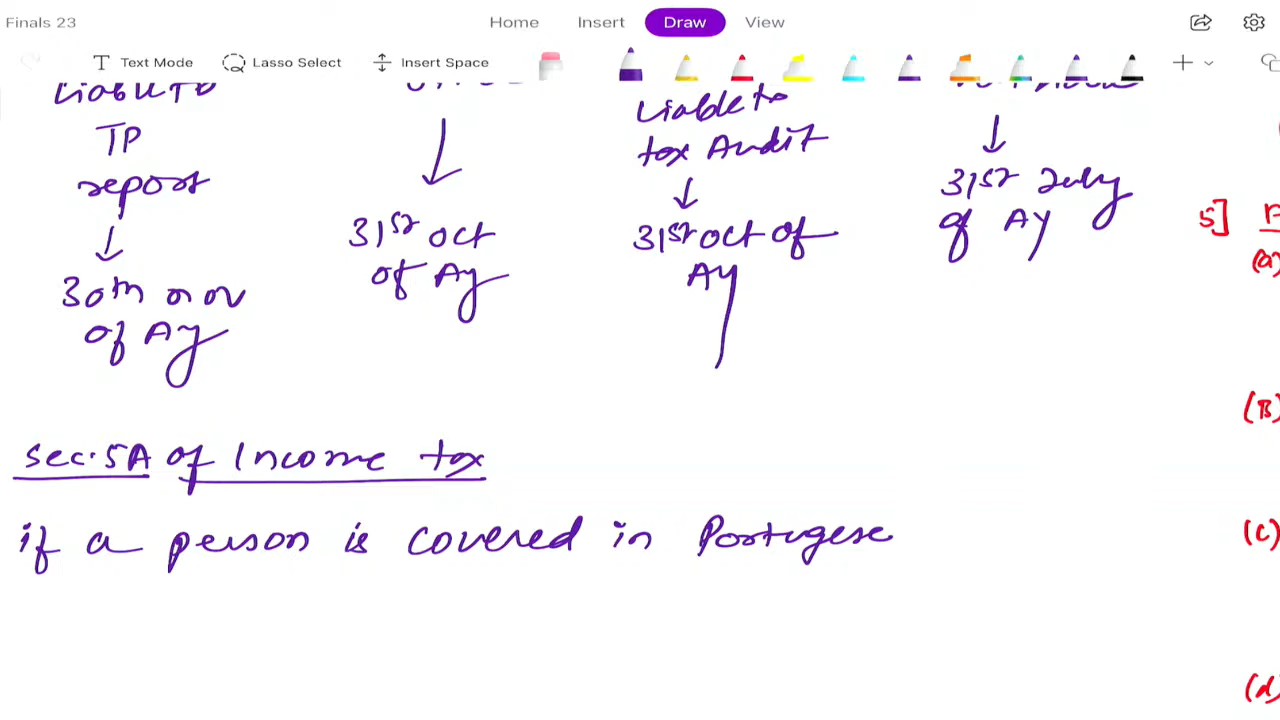 Finals 23
Home Insert Draw View
Text Mode Lasso Select Insert Space
Liable to
TP
report
30th nov
of Ay
31st oct
of Ay
Liable to
tax Audit
31st oct of
AY
31st July
of AY
5]
(a)
(B)
(c)
(d)
sec.5A of Income tax
if a person is covered in Portugese